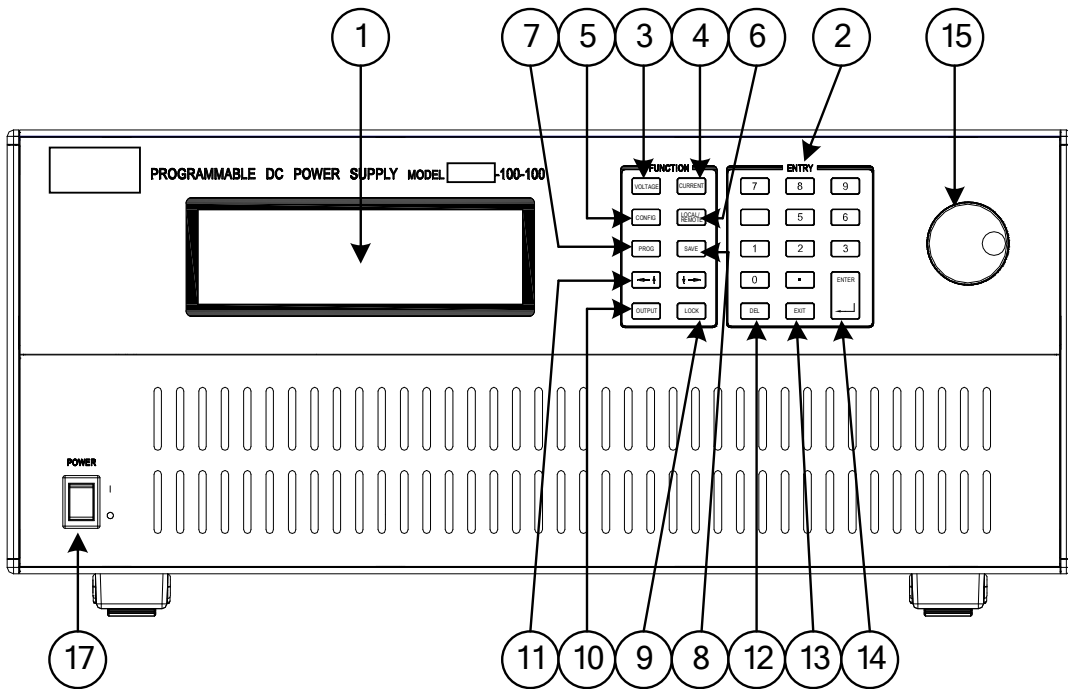 1 7 5 3 4 6 2 15
FUNCTION ENTRY
PROGRAMMABLE DC POWER SUPPLY MODEL -100-100
VOLTAGE CURRENT 7 8 9
CONFIG LOCAL/ REMOTE 5 6
PROG SAVE 1 2 3
0 . ENTER
OUTPUT LOCK DEL EXIT
POWER
I
O
17 11 10 9 8 12 13 14